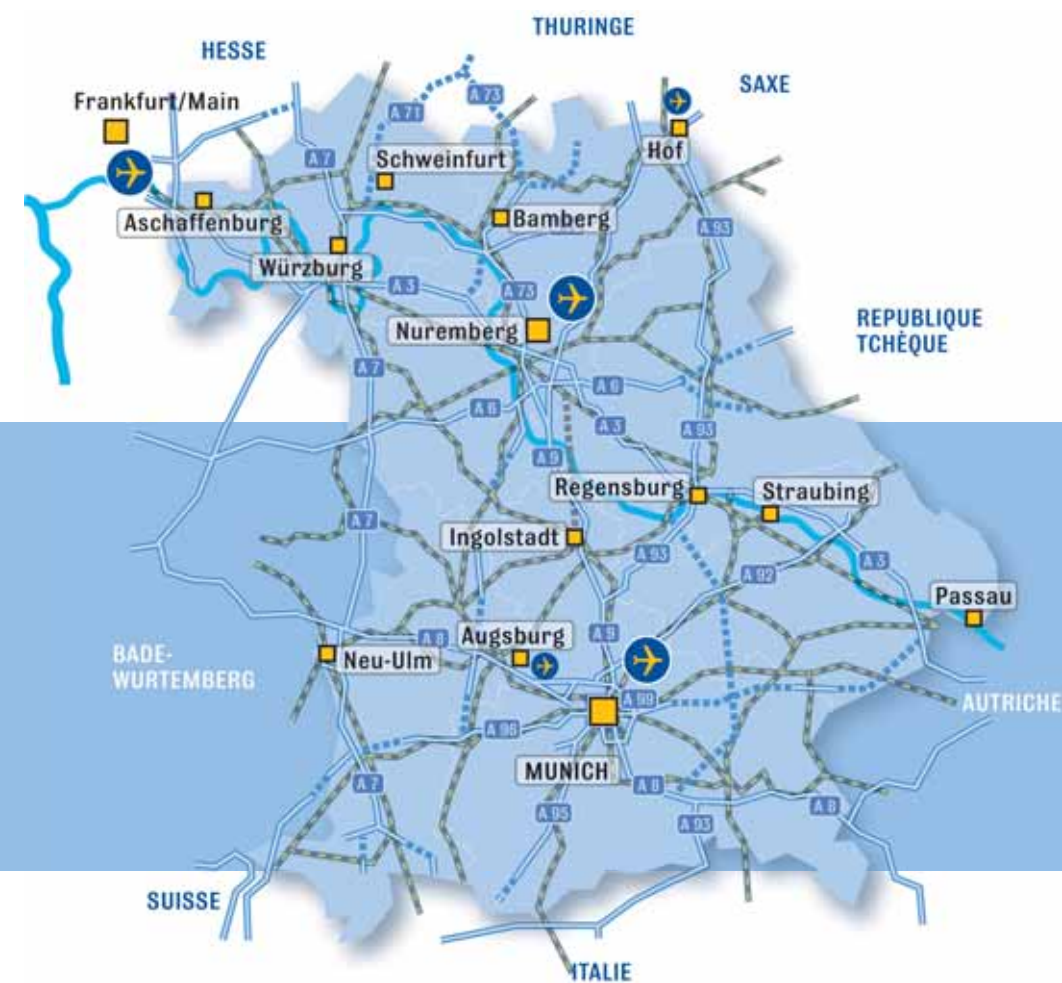 THURINGE
HESSE
SAXE
Frankfurt/Main
A 73
A 71
Hof
A 7
Schweinfurt
Aschaffenburg
Bamberg
A 93
Würzburg
A 3
A 73
Nuremberg
REPUBLIQUE
TCHÈQUE
A 7
A 6
A 6
A 3
A 93
A 9
Regensburg
Straubing
A 7
Ingolstadt
A 93
A 3
A 92
Passau
A 8
Augsburg
A 9
BADE-
WURTEMBERG
Neu-Ulm
A 99
AUTRICHE
A 96
MUNICH
A 7
A 8
A 95
A 93
A 8
SUISSE
ITALIE